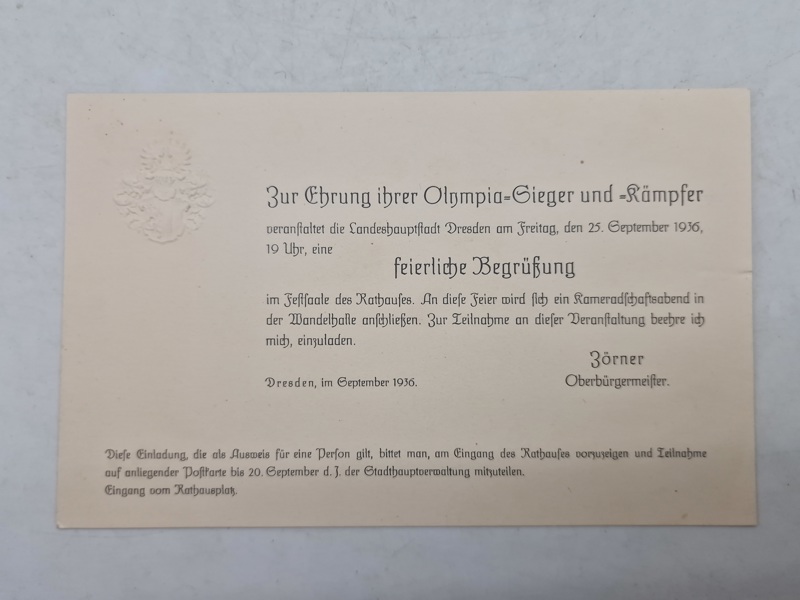 Zur Ehrung ihrer Olympia=Sieger und =Kämpfer
veranstaltet die Landeshauptstadt Dresden am Freitag, den 25. September 1936,
19 Uhr, eine
feierliche Begrüßung
im Festsaale des Rathauses. An diese Feier wird sich ein Kameradschaftsabend in
der Wandelhalle anschließen. Zur Teilnahme an dieser Veranstaltung beehre ich
mich, einzuladen.
Zörner
Dresden, im September 1936. Oberbürgermeister.
Diese Einladung, die als Ausweis für eine Person gilt, bittet man, am Eingang des Rathauses vorzuzeigen und Teilnahme
auf anliegender Postkarte bis 20. September d. J. der Stadthauptverwaltung mitzuteilen.
Eingang vom Rathausplatz.